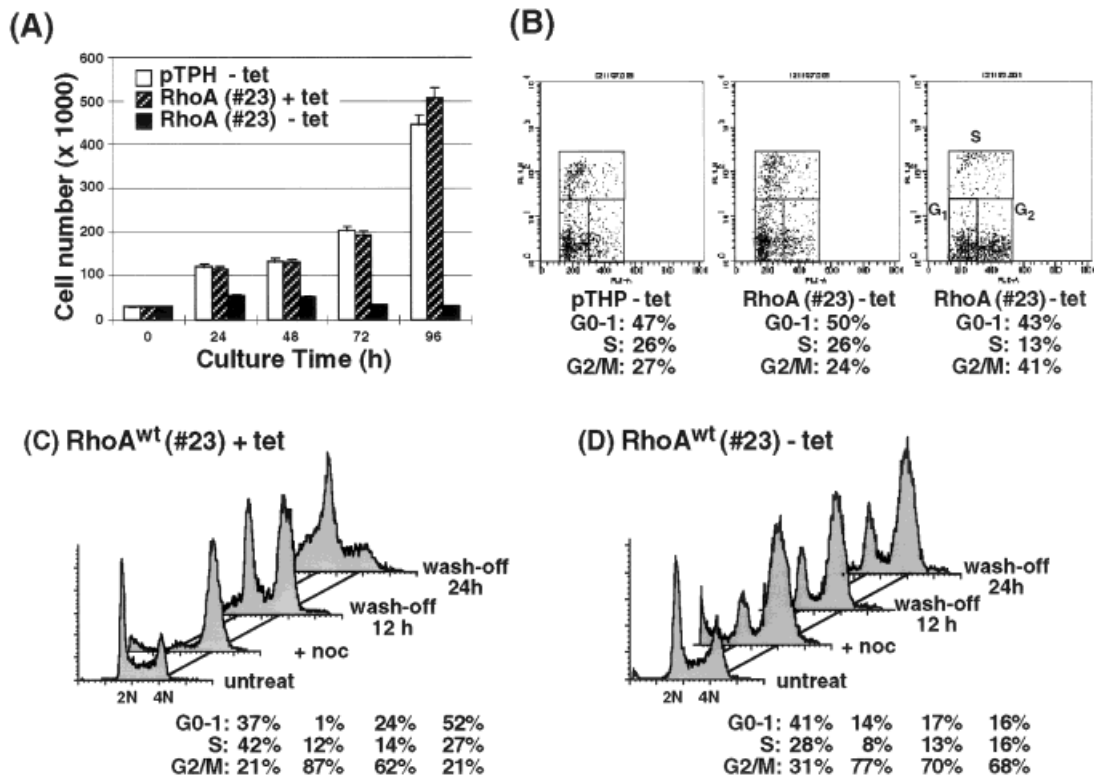 (A)
Cell number (x 1000)
600
500
400
300
200
100
0
pTPH - tet
RhoA (#23) + tet
RhoA (#23) - tet
0 24 48 72 96
Culture Time (h)
(B)
S
G1
G2
pTHP - tet
G0-1: 47%
S: 26%
G2/M: 27%
RhoA (#23) - tet
G0-1: 50%
S: 26%
G2/M: 24%
RhoA (#23) - tet
G0-1: 43%
S: 13%
G2/M: 41%
(C) RhoAwt (#23) + tet
wash-off
24h
wash-off
12 h
+ noc
untreat
2N 4N
G0-1: 37% 1% 24% 52%
S: 42% 12% 14% 27%
G2/M: 21% 87% 62% 21%
(D) RhoAwt (#23) - tet
wash-off
24h
wash-off
12 h
+ noc
untreat
2N 4N
G0-1: 41% 14% 17% 16%
S: 28% 8% 13% 16%
G2/M: 31% 77% 70% 68%